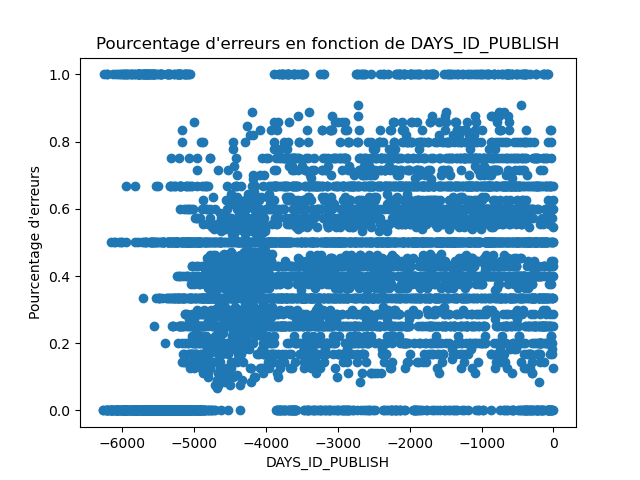 Pourcentage d'erreurs en fonction de DAYS_ID_PUBLISH
1.0
0.8
0.6
0.4
0.2
0.0
Pourcentage d'erreurs
−6000 −5000 −4000 −3000 −2000 −1000 0
DAYS_ID_PUBLISH